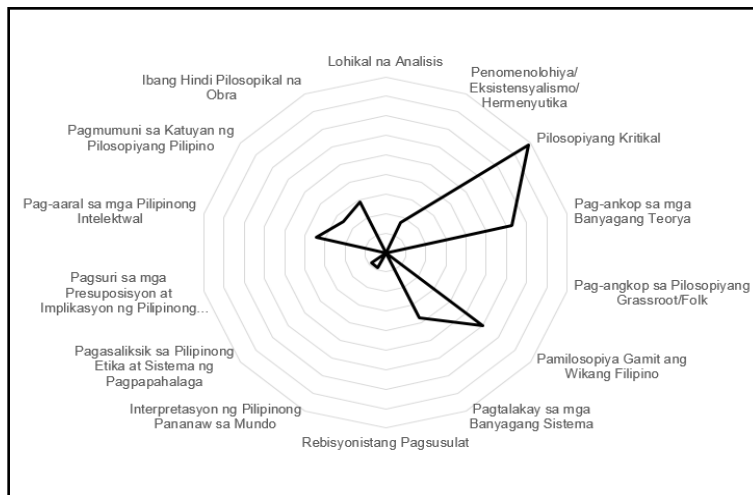 Lohikal na Analisis
Penomenolohiya/
Eksistensyalismo/
Hermenyutika
Pilosopiyang Kritikal
Pag-ankop sa mga
Banyagang Teorya
Pag-angkop sa Pilosopiyang
Grassroot/Folk
Pamilosopiya Gamit ang
Wikang Filipino
Pagtalakay sa mga
Banyagang Sistema
Rebisyonistang Pagsusulat
Interpretasyon ng Pilipinong
Pananaw sa Mundo
Pagasaliksik sa Pilipinong
Etika at Sistema ng
Pagpapahalaga
Pagsuri sa mga
Presuposisyon at
Implikasyon ng Pilipinong...
Pag-aaral sa mga Pilipinong
Intelektwal
Pagmumuni sa Katuyan ng
Pilosopiyang Pilipino
Ibang Hindi Pilosopikal na
Obra